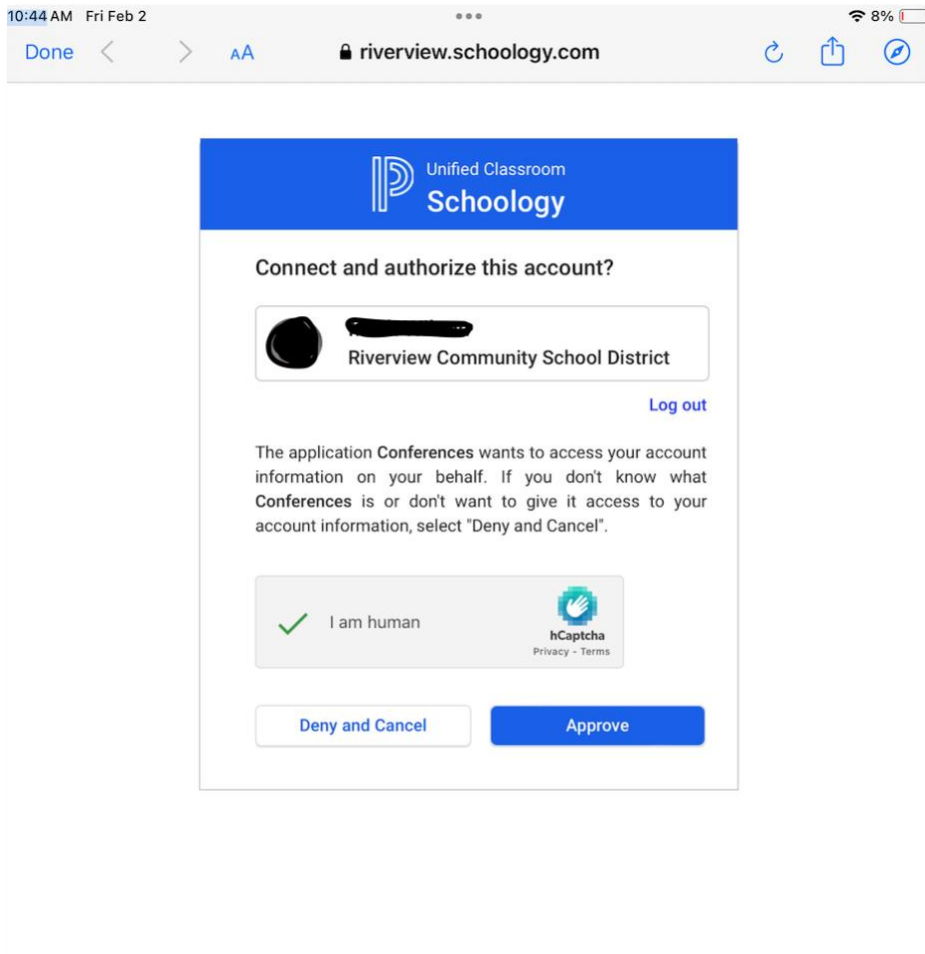 10:44 AM Fri Feb 2 8%
Done AA riverview.schoology.com
Unified Classroom
Schoology
Connect and authorize this account?
Riverview Community School District
Log out
The application Conferences wants to access your account
information on your behalf. If you don't know what
Conferences is or don't want to give it access to your
account information, select "Deny and Cancel".
I am human
hCaptcha
Privacy - Terms
Deny and Cancel Approve